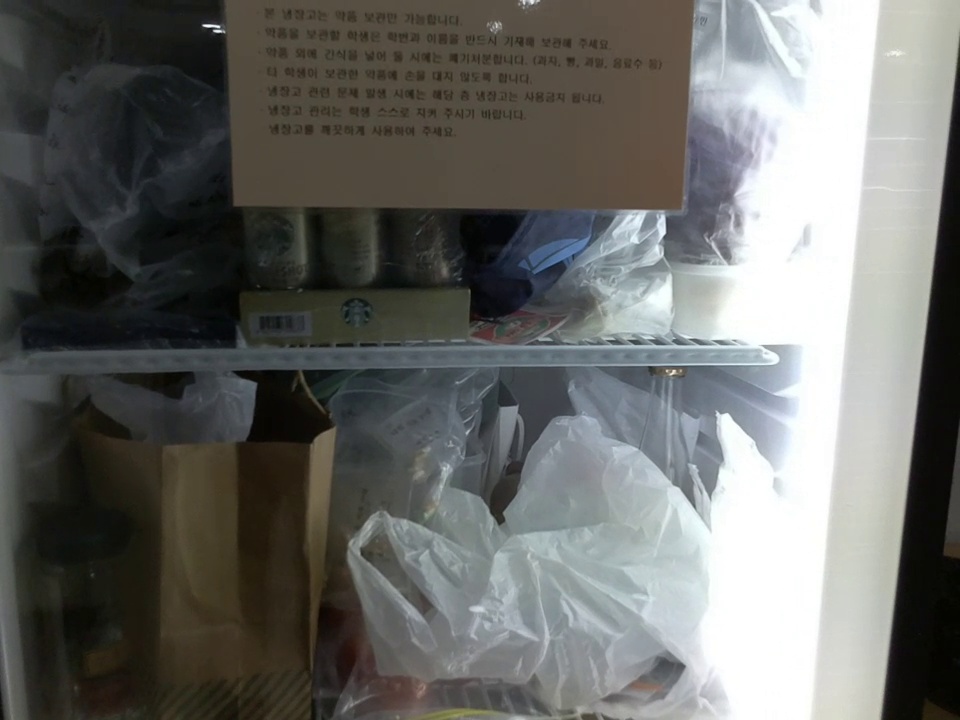 · 본 냉장고는 약품 보관만 가능합니다.
· 약품을 보관할 학생은 학번과 이름을 반드시 기재해 보관해 주세요.
· 약품 외에 간식을 넣어 둘 시에는 폐기처분합니다. (과자, 빵, 과일, 음료수 등)
· 타 학생이 보관한 약품에 손을 대지 않도록 합니다.
· 냉장고 관련 문제 발생 시에는 해당 층 냉장고는 사용금지 됩니다.
· 냉장고 관리는 학생 스스로 지켜 주시기 바랍니다.
냉장고를 깨끗하게 사용하여 주세요.